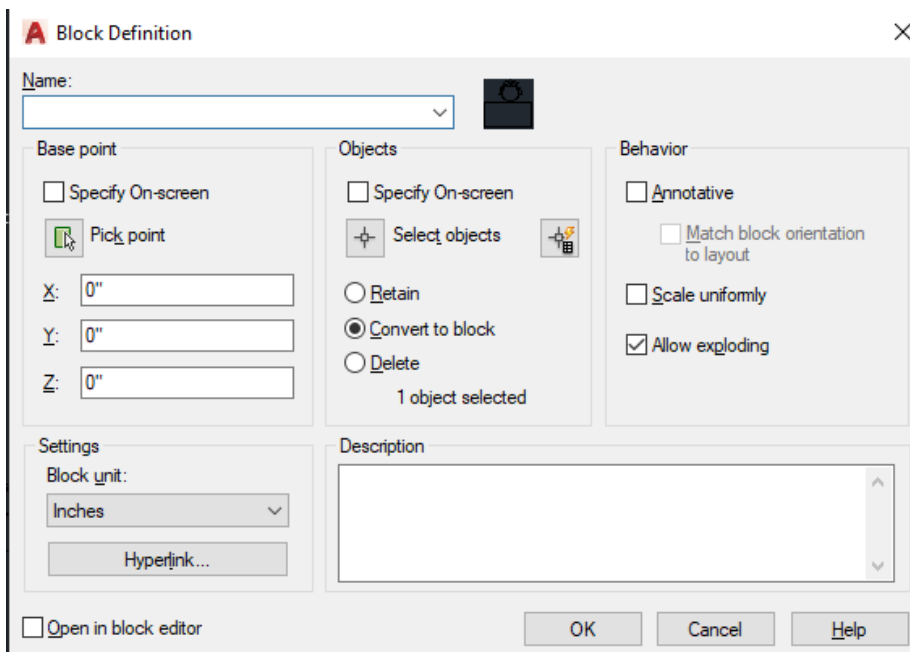 Block Definition
Name:
Base point
Specify On-screen
Pick point
X: 0"
Y: 0"
Z: 0"
Objects
Specify On-screen
Select objects
Retain
Convert to block
Delete
1 object selected
Behavior
Annotative
Match block orientation
to layout
Scale uniformly
Allow exploding
Settings
Block unit:
Inches
Hyperlink...
Description
Open in block editor
OK
Cancel
Help